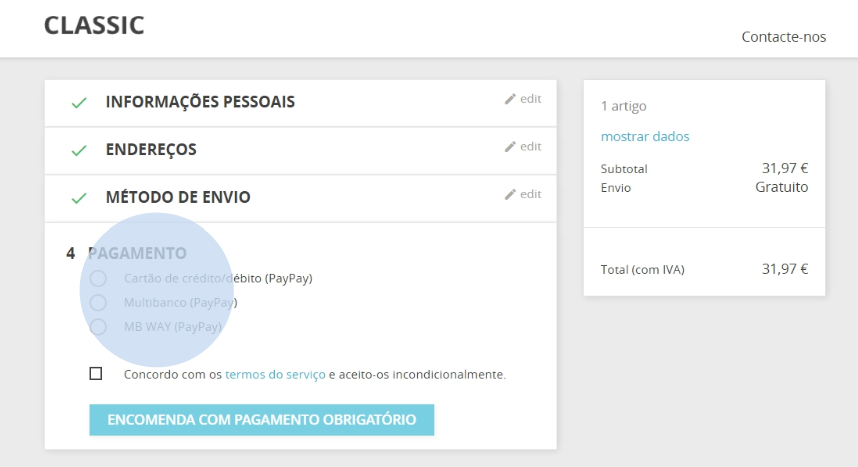 CLASSIC
Contacte-nos
INFORMAÇÕES PESSOAIS
edit
ENDEREÇOS
edit
MÉTODO DE ENVIO
edit
4 PAGAMENTO
Cartão de crédito/débito (PayPay)
Multibanco (PayPay)
MB WAY (PayPay)
Concordo com os termos do serviço e aceito-os incondicionalmente.
ENCOMENDA COM PAGAMENTO OBRIGATÓRIO
1 artigo
mostrar dados
Subtotal 31,97 €
Envio Gratuito
Total (com IVA) 31,97 €